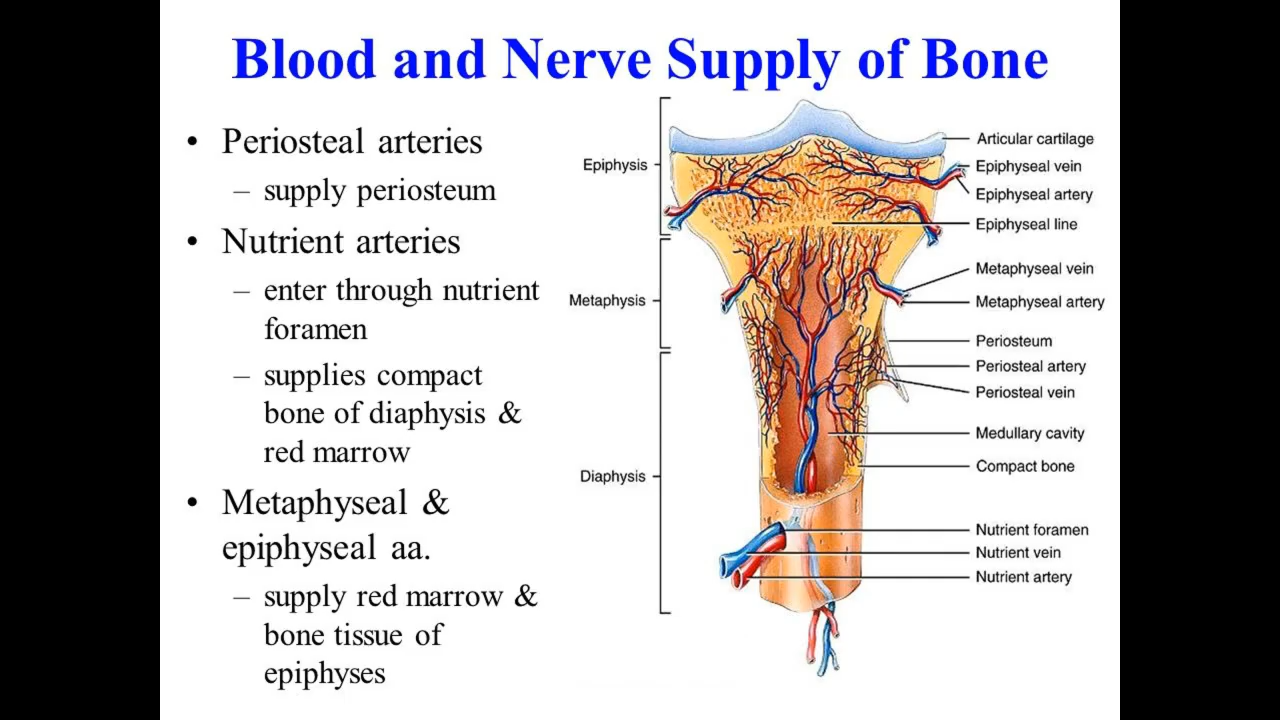 Blood and Nerve Supply of Bone
• Periosteal arteries
– supply periosteum
• Nutrient arteries
– enter through nutrient
foramen
– supplies compact
bone of diaphysis &
red marrow
• Metaphyseal &
epiphyseal aa.
– supply red marrow &
bone tissue of
epiphyses
Epiphysis
Metaphysis
Diaphysis
Articular cartilage
Epiphyseal vein
Epiphyseal artery
Epiphyseal line
Metaphyseal vein
Metaphyseal artery
Periosteum
Periosteal artery
Periosteal vein
Medullary cavity
Compact bone
Nutrient foramen
Nutrient vein
Nutrient artery